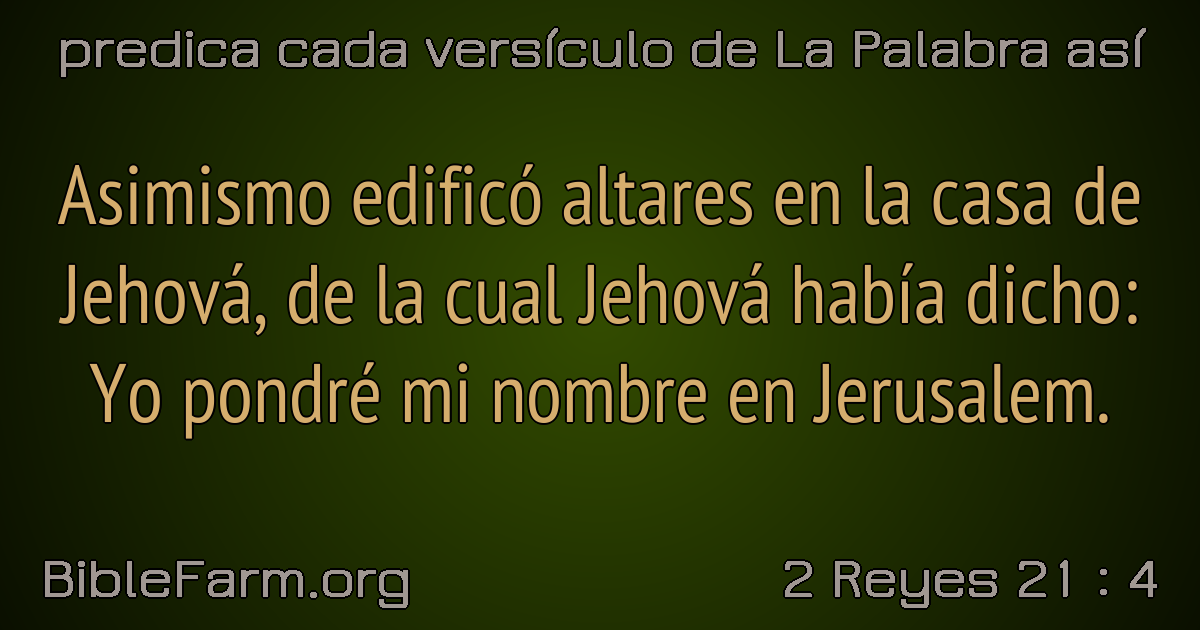 predica cada versículo de La Palabra así
Asimismo edificó altares en la casa de
Jehová, de la cual Jehová había dicho:
Yo pondré mi nombre en Jerusalem.
BibleFarm.org
2 Reyes 21 : 4